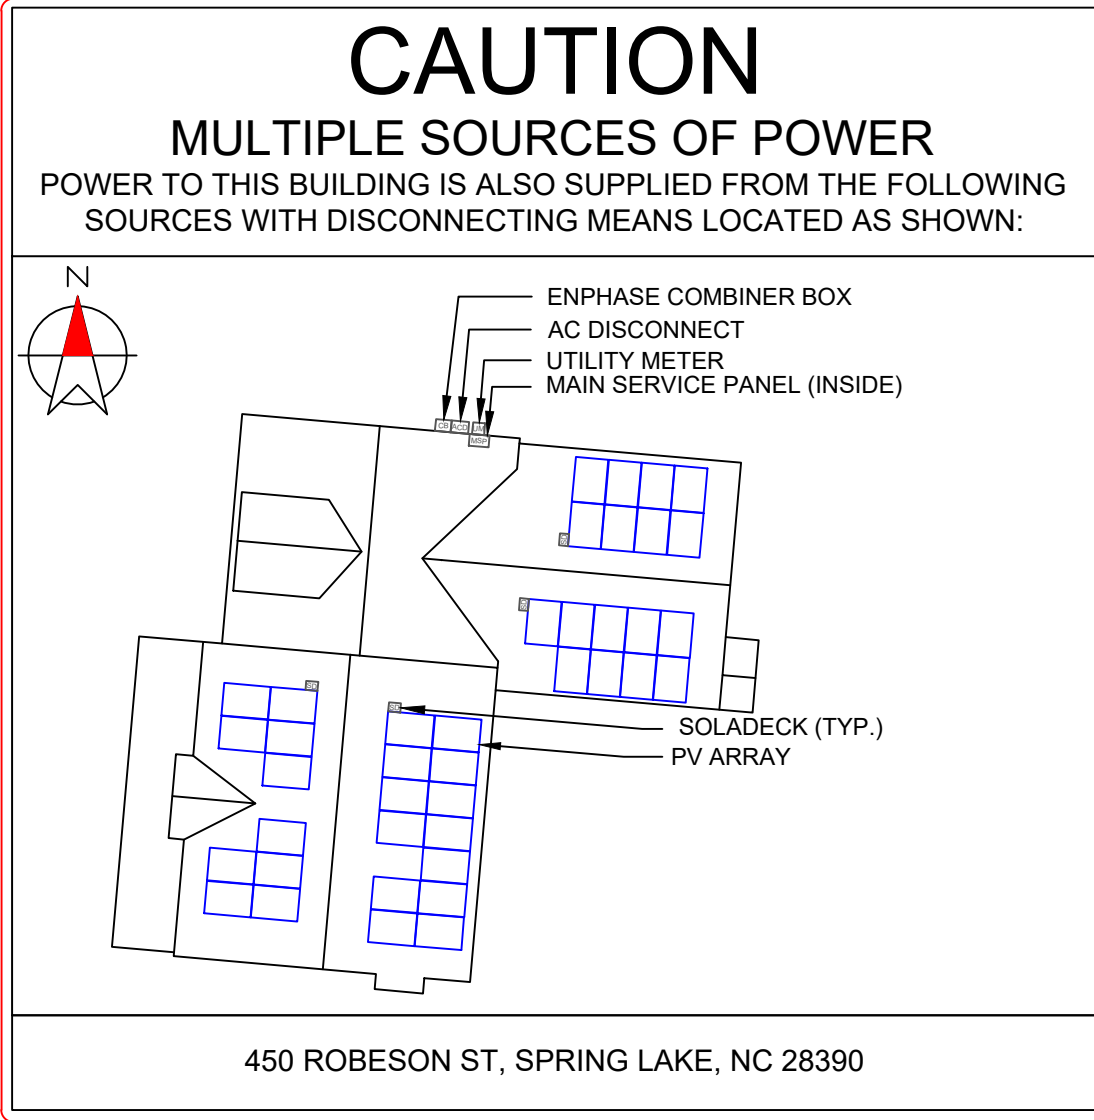 CAUTION
MULTIPLE SOURCES OF POWER
POWER TO THIS BUILDING IS ALSO SUPPLIED FROM THE FOLLOWING
SOURCES WITH DISCONNECTING MEANS LOCATED AS SHOWN:
N
ENPHASE COMBINER BOX
AC DISCONNECT
UTILITY METER
MAIN SERVICE PANEL (INSIDE)
CB ACD UM
MSP
SD
SD
SD
SD
SOLADECK (TYP.)
PV ARRAY
450 ROBESON ST, SPRING LAKE, NC 28390